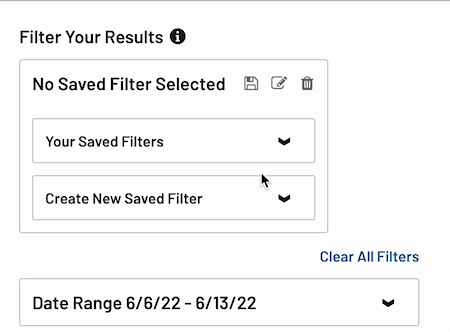 Filter Your Results
No Saved Filter Selected
Your Saved Filters
Create New Saved Filter
Clear All Filters
Date Range 6/6/22 - 6/13/22